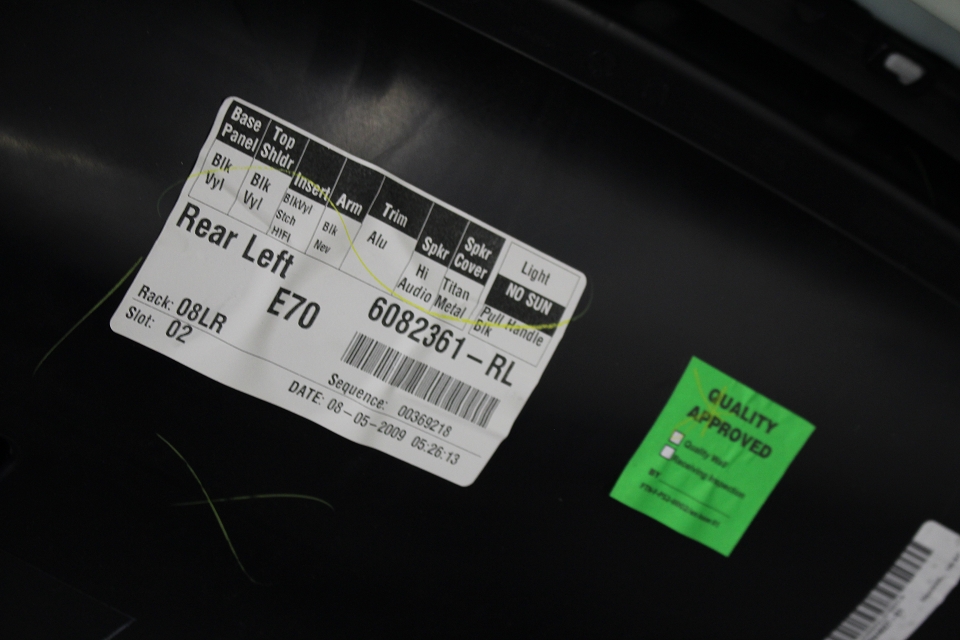 Base Panel
Top Shldr
Insert
Arm
Trim
Spkr
Spkr Cover
Light
NO SUN
Blk Vyl
Blk Vyl
BlkVyl
Stch
HIFI
Blk
Nev
Alu
Hi Audio
Titan Metal
Pull Handle
Blk
Rear Left
E70
6082361-RL
Rack: 08LR
Slot: 02
Sequence: 00369218
DATE: 08-05-2009 05:26:13
QUALITY
APPROVED
Quality Wall
Receiving Inspection
BY